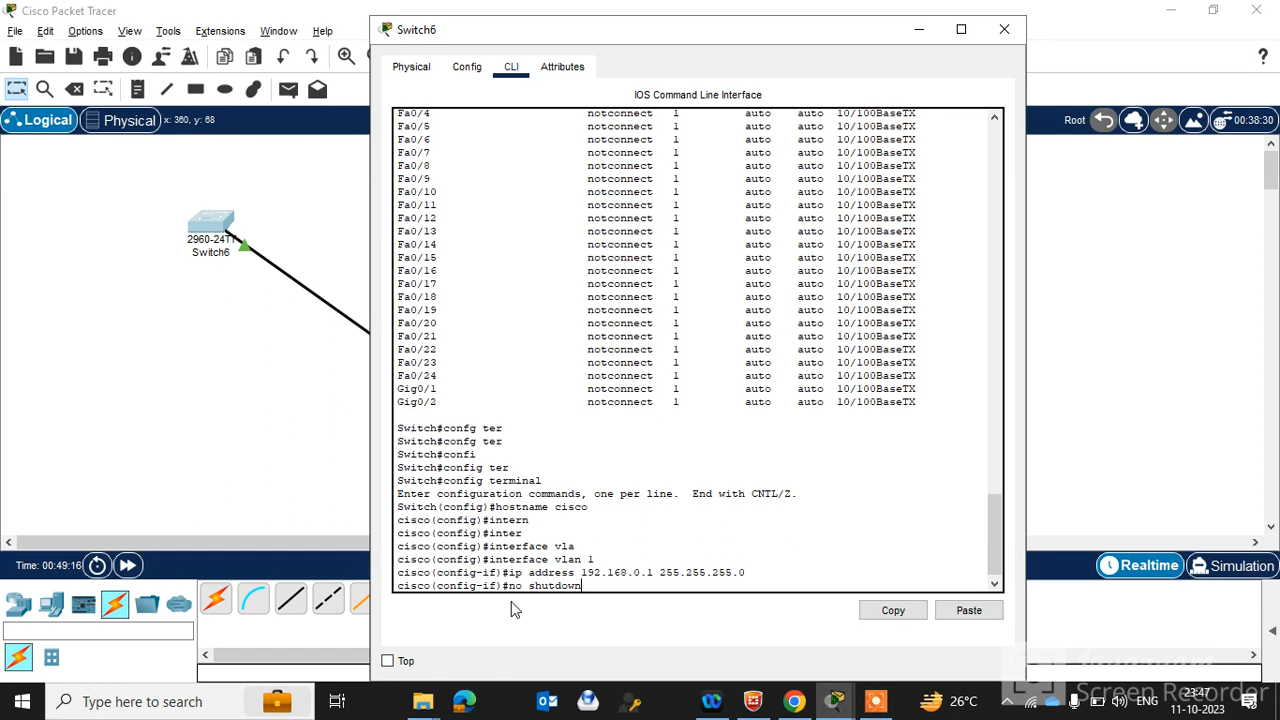 Cisco Packet Tracer
File Edit Options View Tools Extensions Window Help
Logical Physical x: 360, y: 68
Root 00:38:30
2960-24TT
Switch6
Switch6
Physical Config CLI Attributes
IOS Command Line Interface
Fa0/4 notconnect 1 auto auto 10/100BaseTX
Fa0/5 notconnect 1 auto auto 10/100BaseTX
Fa0/6 notconnect 1 auto auto 10/100BaseTX
Fa0/7 notconnect 1 auto auto 10/100BaseTX
Fa0/8 notconnect 1 auto auto 10/100BaseTX
Fa0/9 notconnect 1 auto auto 10/100BaseTX
Fa0/10 notconnect 1 auto auto 10/100BaseTX
Fa0/11 notconnect 1 auto auto 10/100BaseTX
Fa0/12 notconnect 1 auto auto 10/100BaseTX
Fa0/13 notconnect 1 auto auto 10/100BaseTX
Fa0/14 notconnect 1 auto auto 10/100BaseTX
Fa0/15 notconnect 1 auto auto 10/100BaseTX
Fa0/16 notconnect 1 auto auto 10/100BaseTX
Fa0/17 notconnect 1 auto auto 10/100BaseTX
Fa0/18 notconnect 1 auto auto 10/100BaseTX
Fa0/19 notconnect 1 auto auto 10/100BaseTX
Fa0/20 notconnect 1 auto auto 10/100BaseTX
Fa0/21 notconnect 1 auto auto 10/100BaseTX
Fa0/22 notconnect 1 auto auto 10/100BaseTX
Fa0/23 notconnect 1 auto auto 10/100BaseTX
Fa0/24 notconnect 1 auto auto 10/100BaseTX
Gig0/1 notconnect 1 auto auto 10/100BaseTX
Gig0/2 notconnect 1 auto auto 10/100BaseTX
Switch#confg ter
Switch#confg ter
Switch#confi
Switch#config ter
Switch#config terminal
Enter configuration commands, one per line. End with CNTL/Z.
Switch(config)#hostname cisco
cisco(config)#intern
cisco(config)#inter
cisco(config)#interface vla
cisco(config)#interface vlan 1
cisco(config-if)#ip address 192.168.0.1 255.255.255.0
cisco(config-if)#no shutdown
Copy Paste
Top
Time: 00:49:16
Realtime Simulation
Screen Recorder
Type here to search
26°C
23:47
11-10-2023